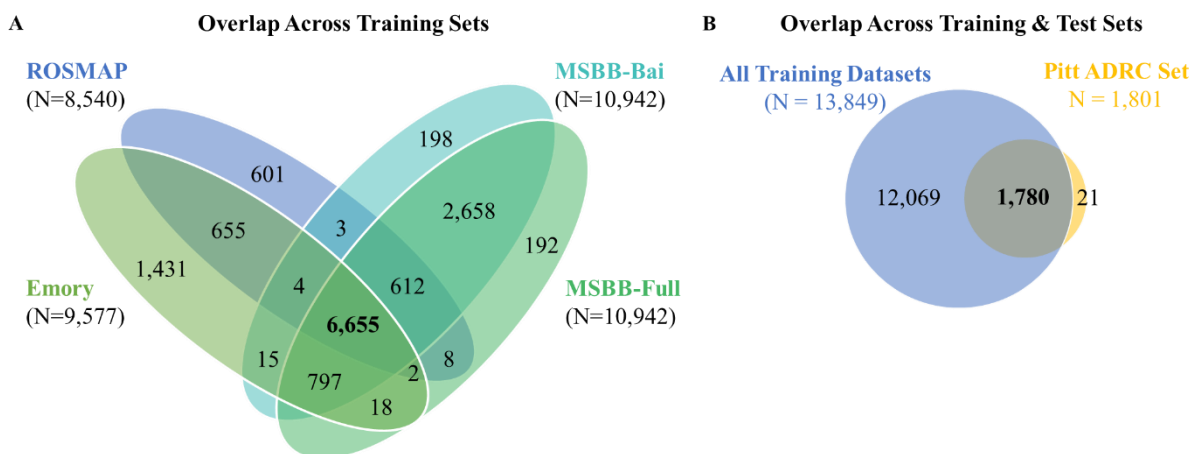 A
Overlap Across Training Sets
ROSMAP
(N=8,540)
MSBB-Bai
(N=10,942)
198
601
2,658
3
655
192
1,431
4
612
Emory
(N=9,577)
MSBB-Full
(N=10,942)
6,655
15
2
8
797
18
B
Overlap Across Training & Test Sets
All Training Datasets
(N = 13,849)
Pitt ADRC Set
N = 1,801
12,069
1,780
21